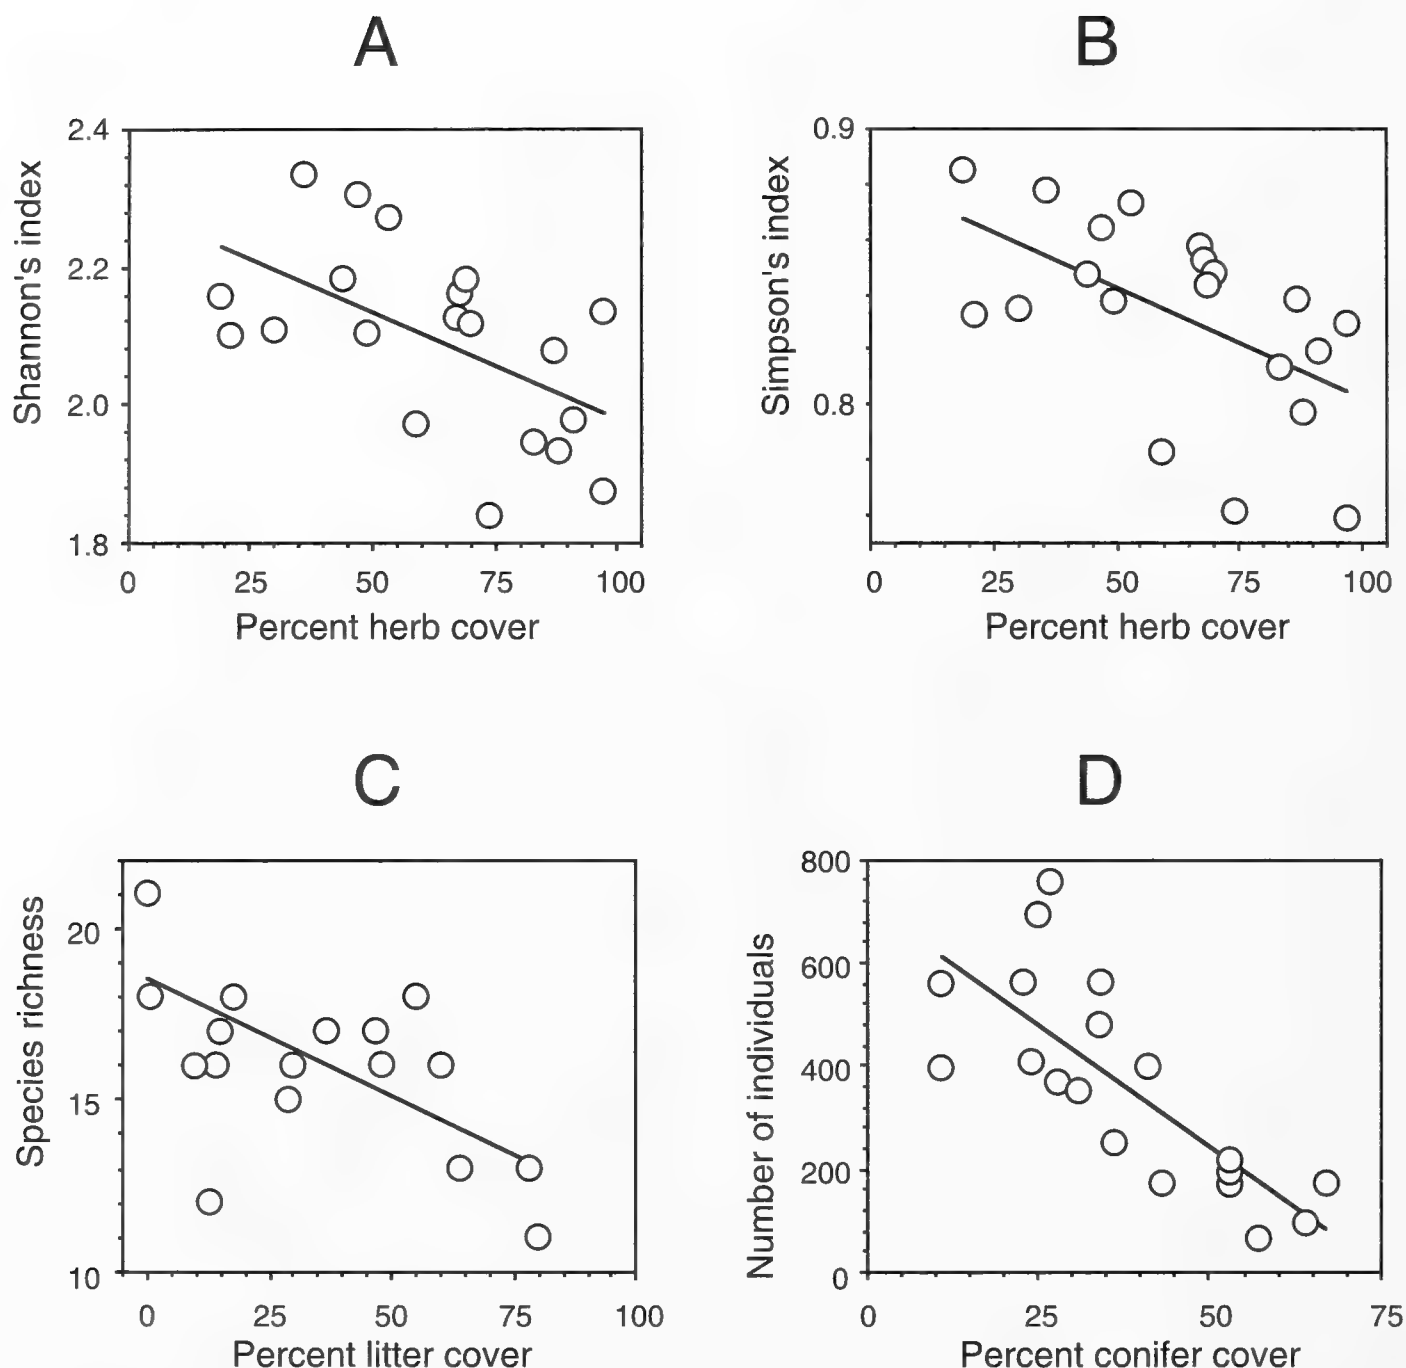 A
B
Shannon's index
2.4
2.2
2.0
1.8
0 25 50 75 100
Percent herb cover
Simpson's index
0.9
0.8
0 25 50 75 100
Percent herb cover
C
D
Species richness
20
15
10
0 25 50 75 100
Percent litter cover
Number of individuals
800
600
400
200
0
0 25 50 75
Percent conifer cover